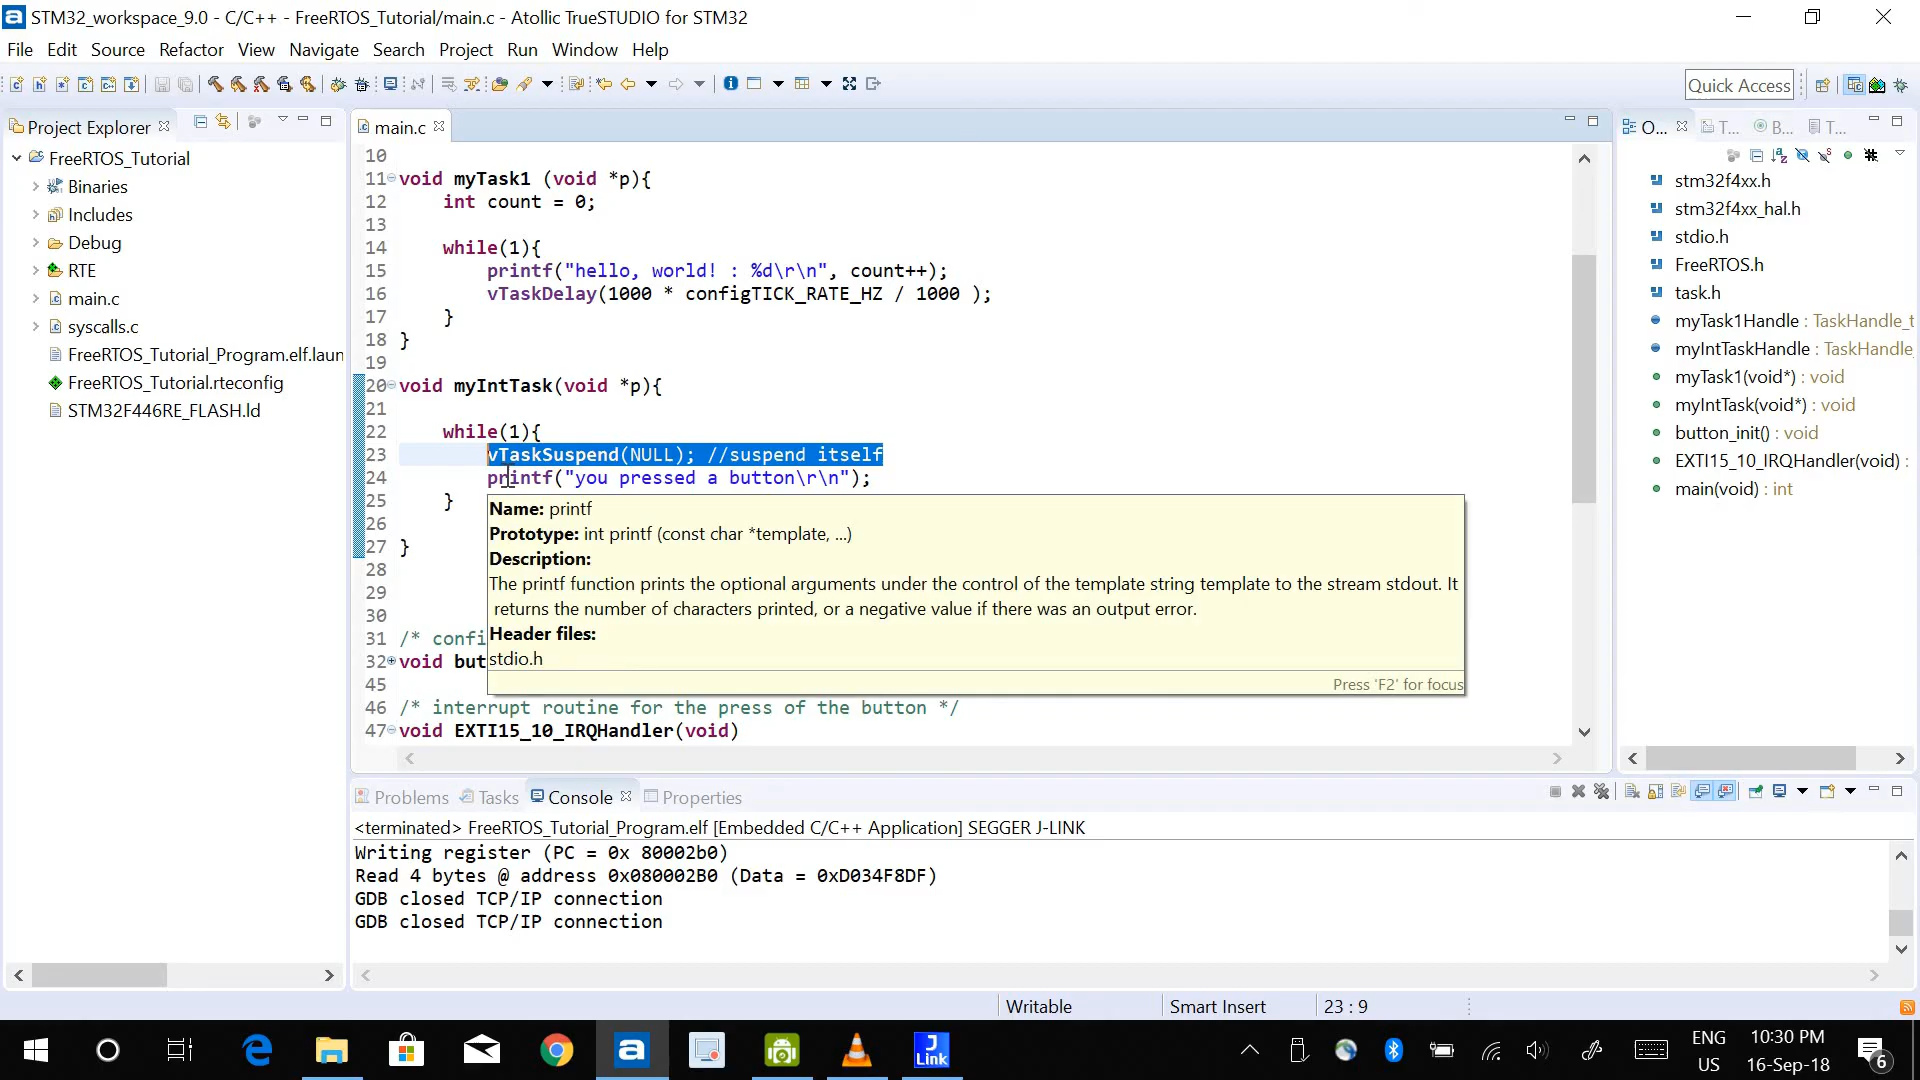 STM32_workspace_9.0 - C/C++ - FreeRTOS_Tutorial/main.c - Atollic TrueSTUDIO for STM32
File Edit Source Refactor View Navigate Search Project Run Window Help
Quick Access
Project Explorer
FreeRTOS_Tutorial
Binaries
Includes
Debug
RTE
main.c
syscalls.c
FreeRTOS_Tutorial_Program.elf.laun
FreeRTOS_Tutorial.rteconfig
STM32F446RE_FLASH.ld
main.c
10
11 void myTask1 (void *p){
12 int count = 0;
13
14 while(1){
15 printf("hello, world! : %d\r\n", count++);
16 vTaskDelay(1000 * configTICK_RATE_HZ / 1000 );
17 }
18 }
19
20 void myIntTask(void *p){
21
22 while(1){
23 vTaskSuspend(NULL); //suspend itself
24 printf("you pressed a button\r\n");
25 }
26
27 }
28
29
30
31 /* confi
32 void but
45
46 /* interrupt routine for the press of the button */
47 void EXTI15_10_IRQHandler(void)
Name: printf
Prototype: int printf (const char *template, ...)
Description:
The printf function prints the optional arguments under the control of the template string template to the stream stdout. It
returns the number of characters printed, or a negative value if there was an output error.
Header files:
stdio.h
Press 'F2' for focus
O... T... B... T...
stm32f4xx.h
stm32f4xx_hal.h
stdio.h
FreeRTOS.h
task.h
myTask1Handle : TaskHandle_t
myIntTaskHandle : TaskHandle_
myTask1(void*) : void
myIntTask(void*) : void
button_init() : void
EXTI15_10_IRQHandler(void) :
main(void) : int
Problems Tasks Console Properties
<terminated> FreeRTOS_Tutorial_Program.elf [Embedded C/C++ Application] SEGGER J-LINK
Writing register (PC = 0x 80002b0)
Read 4 bytes @ address 0x080002B0 (Data = 0xD034F8DF)
GDB closed TCP/IP connection
GDB closed TCP/IP connection
Writable Smart Insert 23 : 9
J Link
ENG
US
10:30 PM
16-Sep-18
6